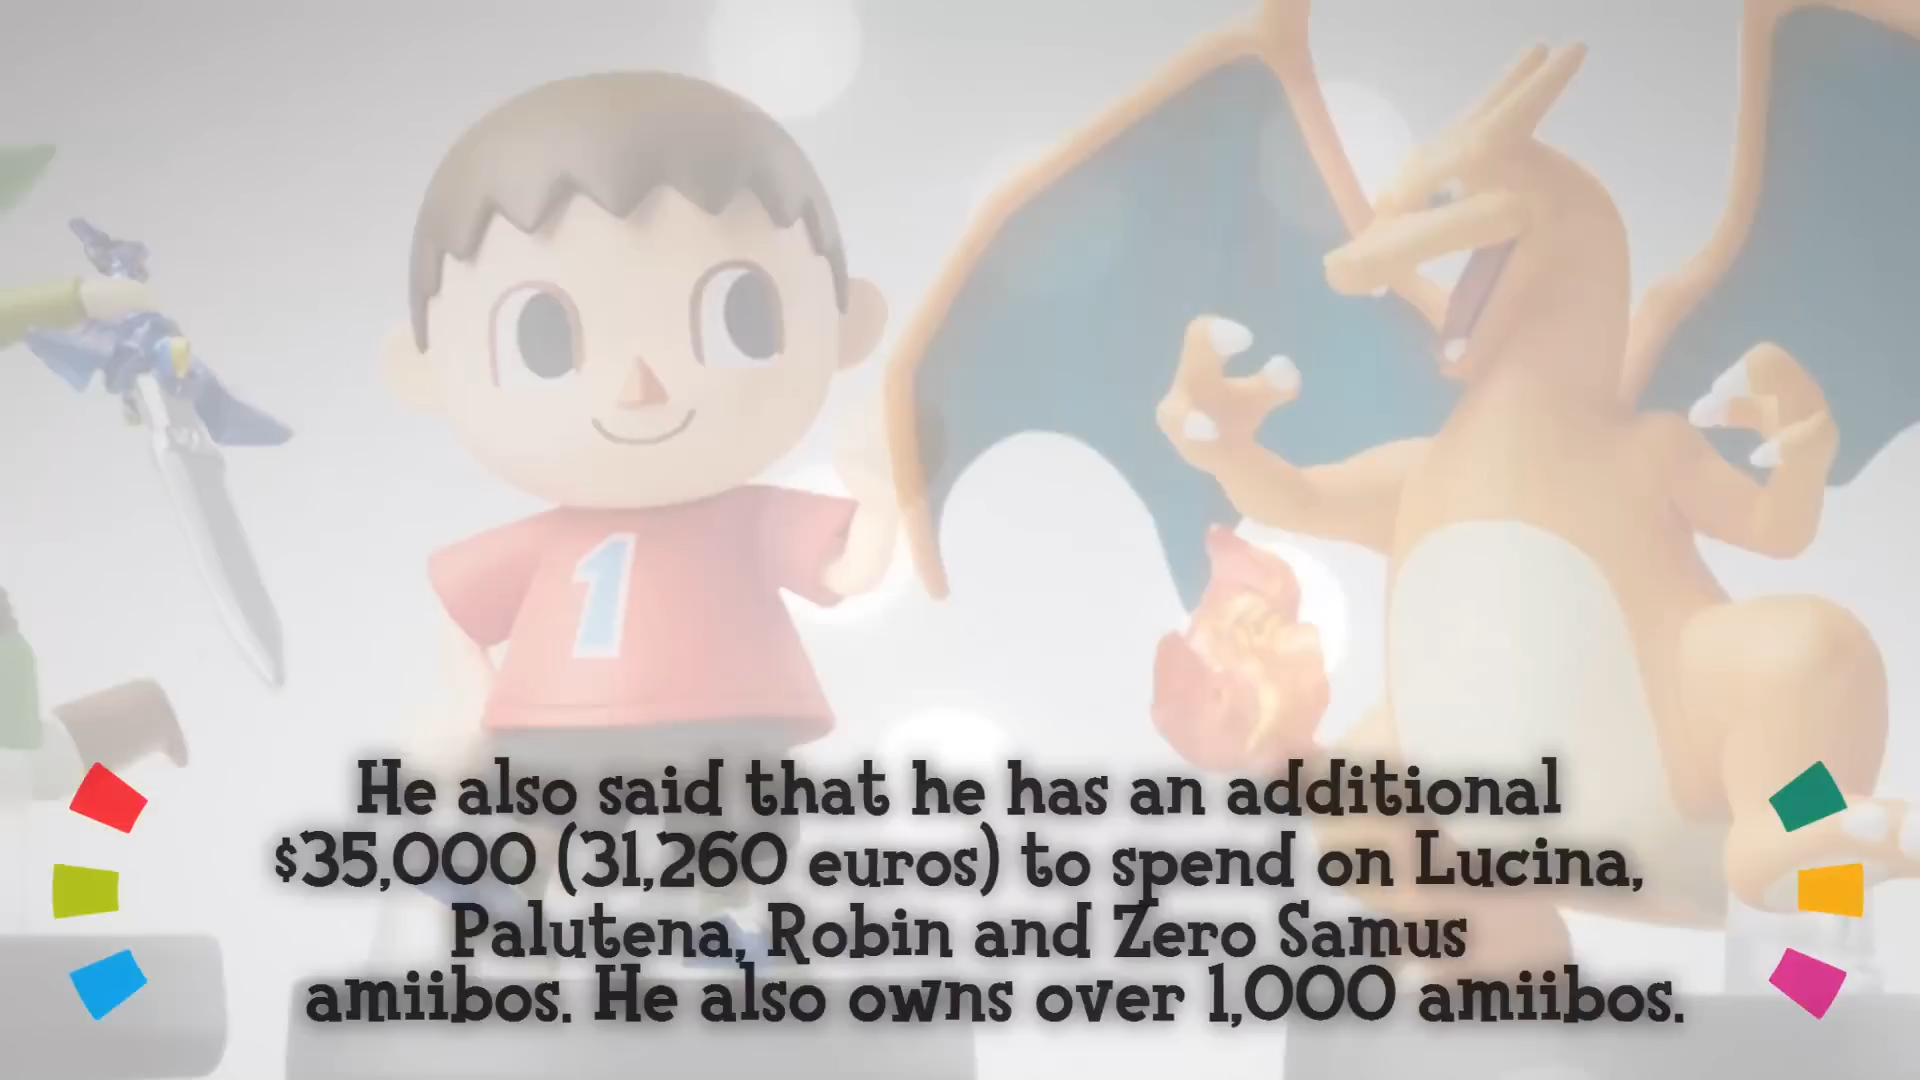 1
He also said that he has an additional
$35,000 (31,260 euros) to spend on Lucina,
Palutena, Robin and Zero Samus
amiibos. He also owns over 1,000 amiibos.